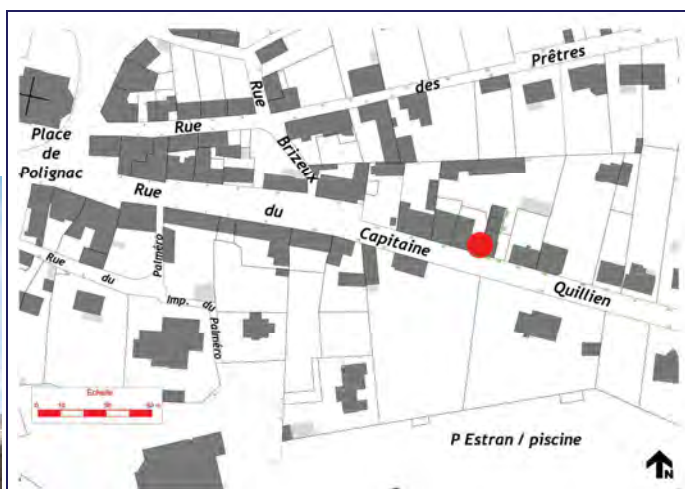 Prêtres
des
Rue
Rue
Brizeux
Place
de
Polignac
Rue
du
Capitaine
Quillien
Palméro
Rue
du
Imp. du
Palméro
Echelle
P Estran / piscine
N